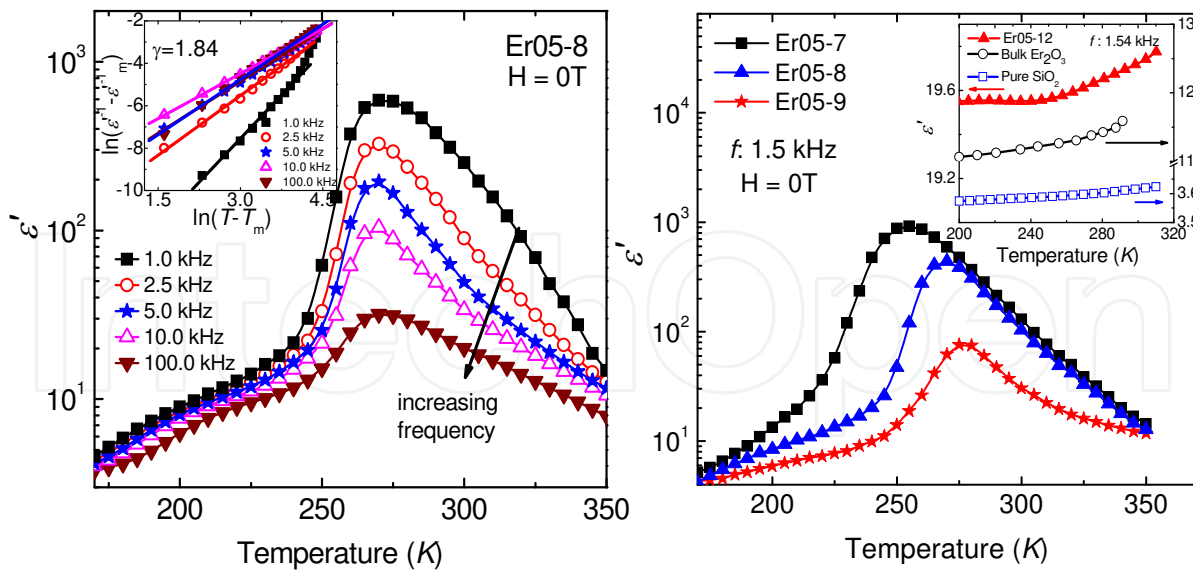 Er05-8
H = 0T
γ=1.84
ln(ε'⁻¹-ε'⁻¹ₘ)
-2
-4
-6
-8
-10
1.5
3.0
4.5
ln(T-Tₘ)
1.0 kHz
2.5 kHz
5.0 kHz
10.0 kHz
100.0 kHz
10³
10²
10¹
ε'
1.0 kHz
2.5 kHz
5.0 kHz
10.0 kHz
100.0 kHz
increasing
frequency
200
250
300
350
Temperature (K)
Er05-7
Er05-8
Er05-9
f: 1.5 kHz
H = 0T
Er05-12
Bulk Er₂O₃
Pure SiO₂
f : 1.54 kHz
19.6
19.2
ε'
13
12
11
3.6
3.5
200
240
280
320
Temperature (K)
10⁶
10⁵
10⁴
10³
10²
10¹
ε'
200
250
300
350
Temperature (K)
IntechOpen